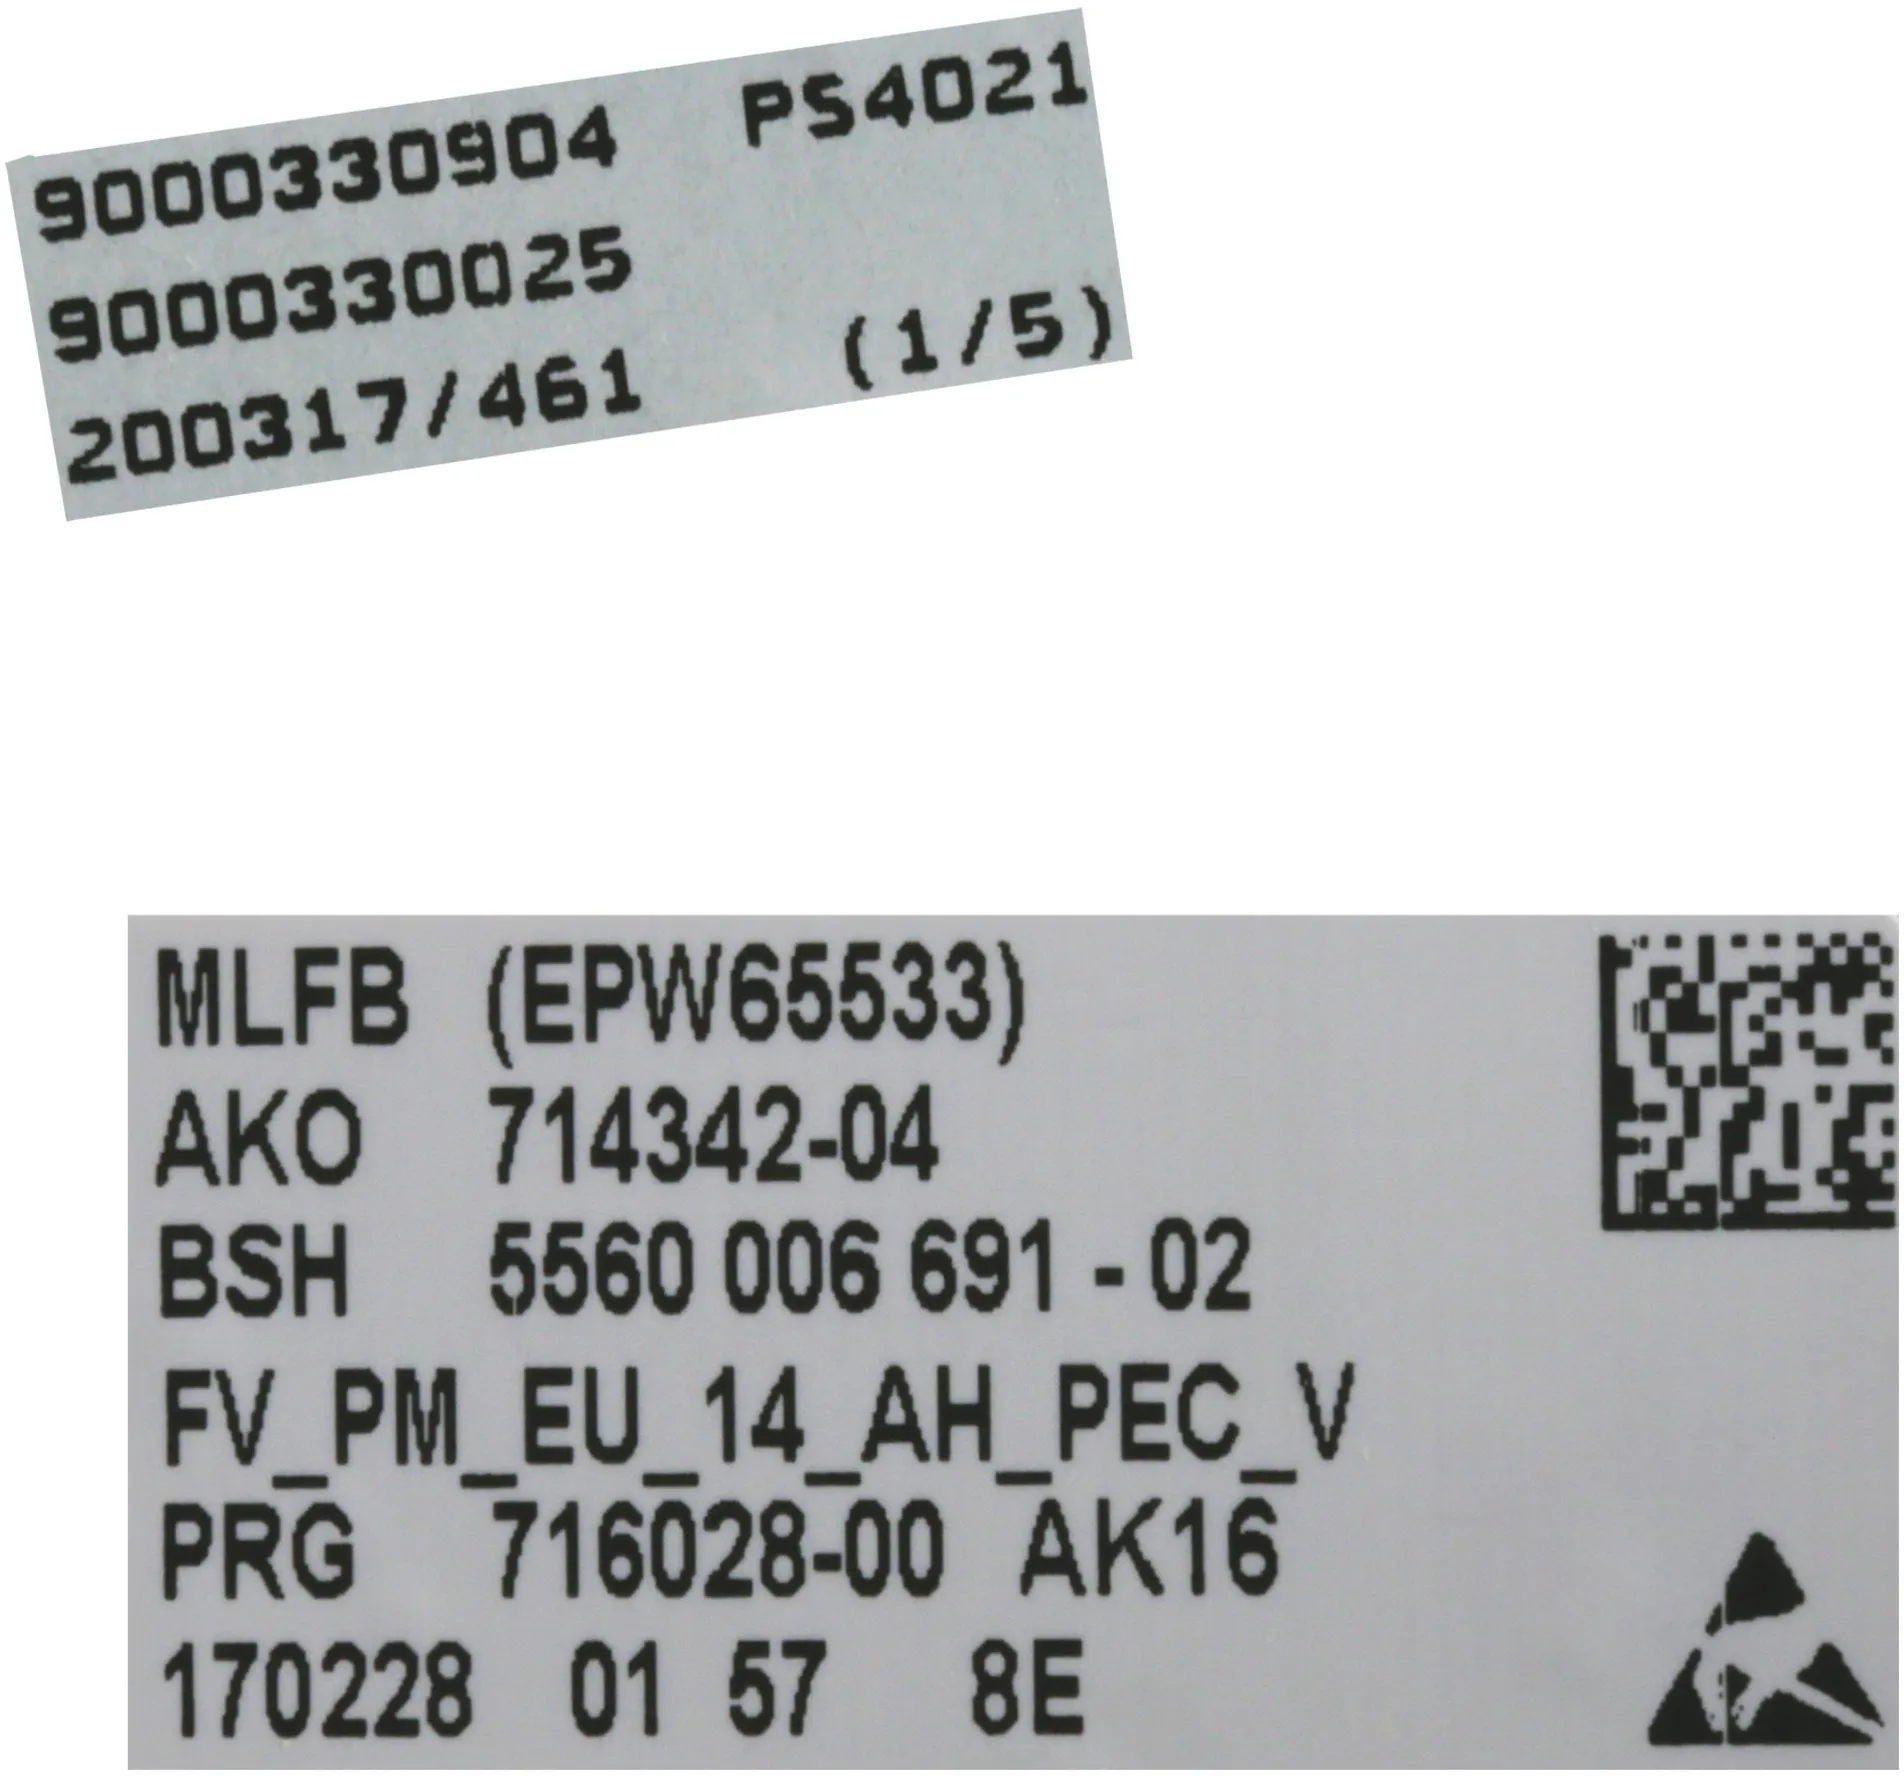 9000330904 PS4021
9000330025
200317/461 (1/5)
MLFB (EPW65533)
AKO 714342-04
BSH 5560 006 691 - 02
FV_PM_EU_14_AH_PEC_V
PRG 716028-00 AK16
170228 01 57 8E